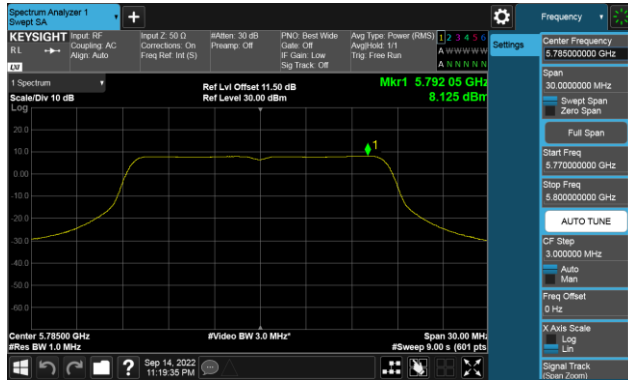 Spectrum Analyzer 1
Swept SA
Frequency
KEYSIGHT
RL
Input: RF
Coupling: AC
Align: Auto
Input Z: 50 Ω
Corrections: On
Freq Ref: Int (S)
#Atten: 30 dB
Preamp: Off
PNO: Best Wide
Gate: Off
IF Gain: Low
Sig Track: Off
Avg Type: Power (RMS)
Avg|Hold: 1/1
Trig: Free Run
1 2 3 4 5 6
A W W W W W
A N N N N N
LXI
Settings
1 Spectrum
Scale/Div 10 dB
Log
Ref Lvl Offset 11.50 dB
Ref Level 30.00 dBm
Mkr1 5.792 05 GHz
8.125 dBm
1
20.0
10.0
0.00
-10.0
-20.0
-30.0
-40.0
-50.0
-60.0
Center 5.78500 GHz
#Res BW 1.0 MHz
#Video BW 3.0 MHz*
Span 30.00 MHz
#Sweep 9.00 s (601 pts)
Sep 14, 2022
11:19:35 PM
Center Frequency
5.785000000 GHz
Span
30.0000000 MHz
Swept Span
Zero Span
Full Span
Start Freq
5.770000000 GHz
Stop Freq
5.800000000 GHz
AUTO TUNE
CF Step
3.000000 MHz
Auto
Man
Freq Offset
0 Hz
X Axis Scale
Log
Lin
Signal Track
(Span Zoom)